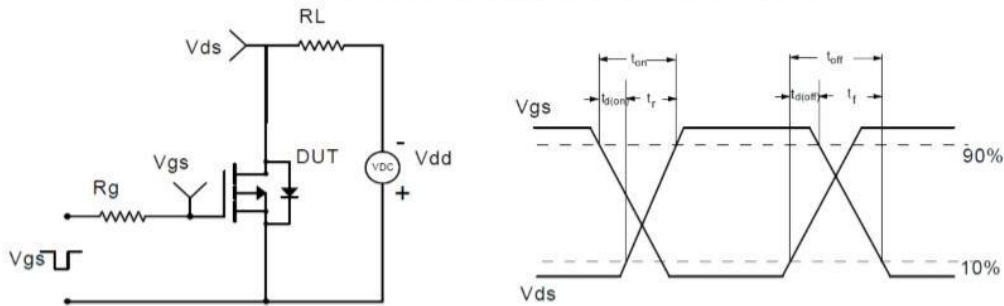 RL
Vds
Vgs
DUT
-
VDC
Vdd
+
Rg
Vgs
ton
toff
td(on)
tr
td(off)
tf
Vgs
90%
10%
Vds